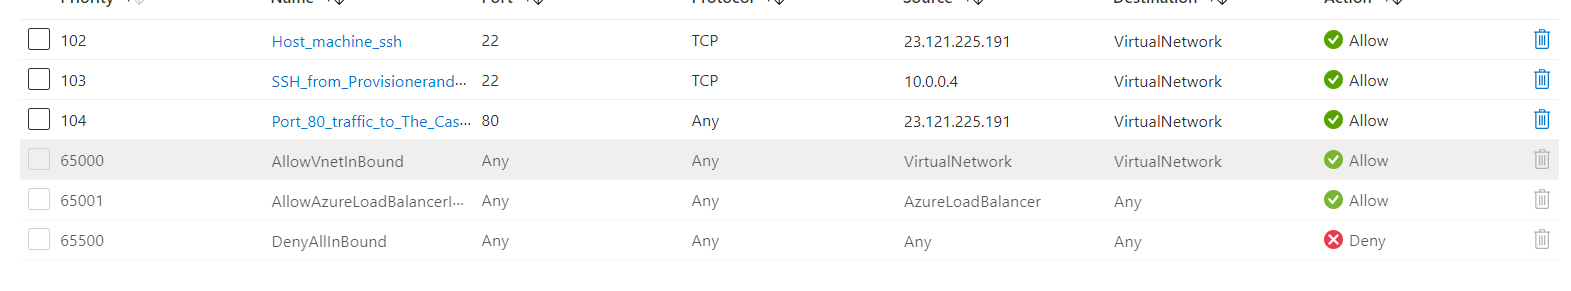 Priority Name Port Protocol Source Destination Action
102 Host_machine_ssh 22 TCP 23.121.225.191 VirtualNetwork Allow
103 SSH_from_Provisionerand... 22 TCP 10.0.0.4 VirtualNetwork Allow
104 Port_80_traffic_to_The_Cas... 80 Any 23.121.225.191 VirtualNetwork Allow
65000 AllowVnetInBound Any Any VirtualNetwork VirtualNetwork Allow
65001 AllowAzureLoadBalancerI... Any Any AzureLoadBalancer Any Allow
65500 DenyAllInBound Any Any Any Any Deny